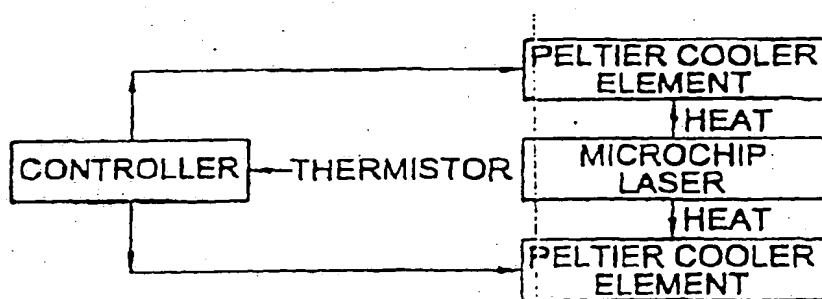 PELTIER COOLER
ELEMENT
HEAT
CONTROLLER
THERMISTOR
MICROCHIP
LASER
HEAT
PELTIER COOLER
ELEMENT